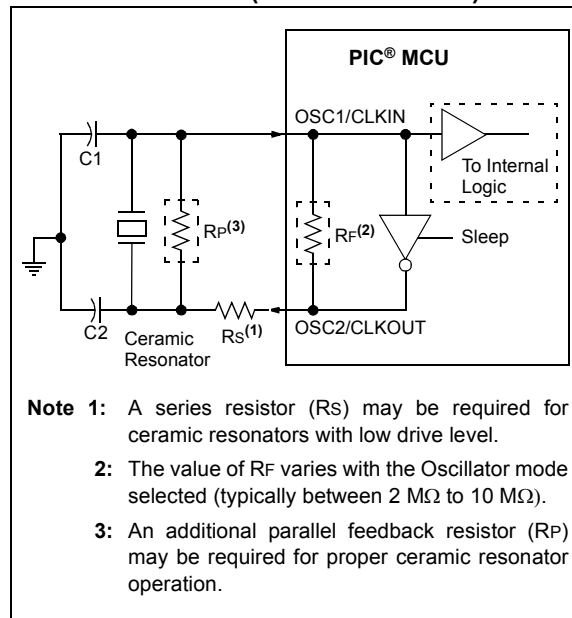 PIC® MCU
OSC1/CLKIN
C1
To Internal
Logic
RP(3)
RF(2)
Sleep
C2
Ceramic
Resonator
RS(1)
OSC2/CLKOUT
Note 1: A series resistor (RS) may be required for
ceramic resonators with low drive level.
2: The value of RF varies with the Oscillator mode
selected (typically between 2 MΩ to 10 MΩ).
3: An additional parallel feedback resistor (RP)
may be required for proper ceramic resonator
operation.